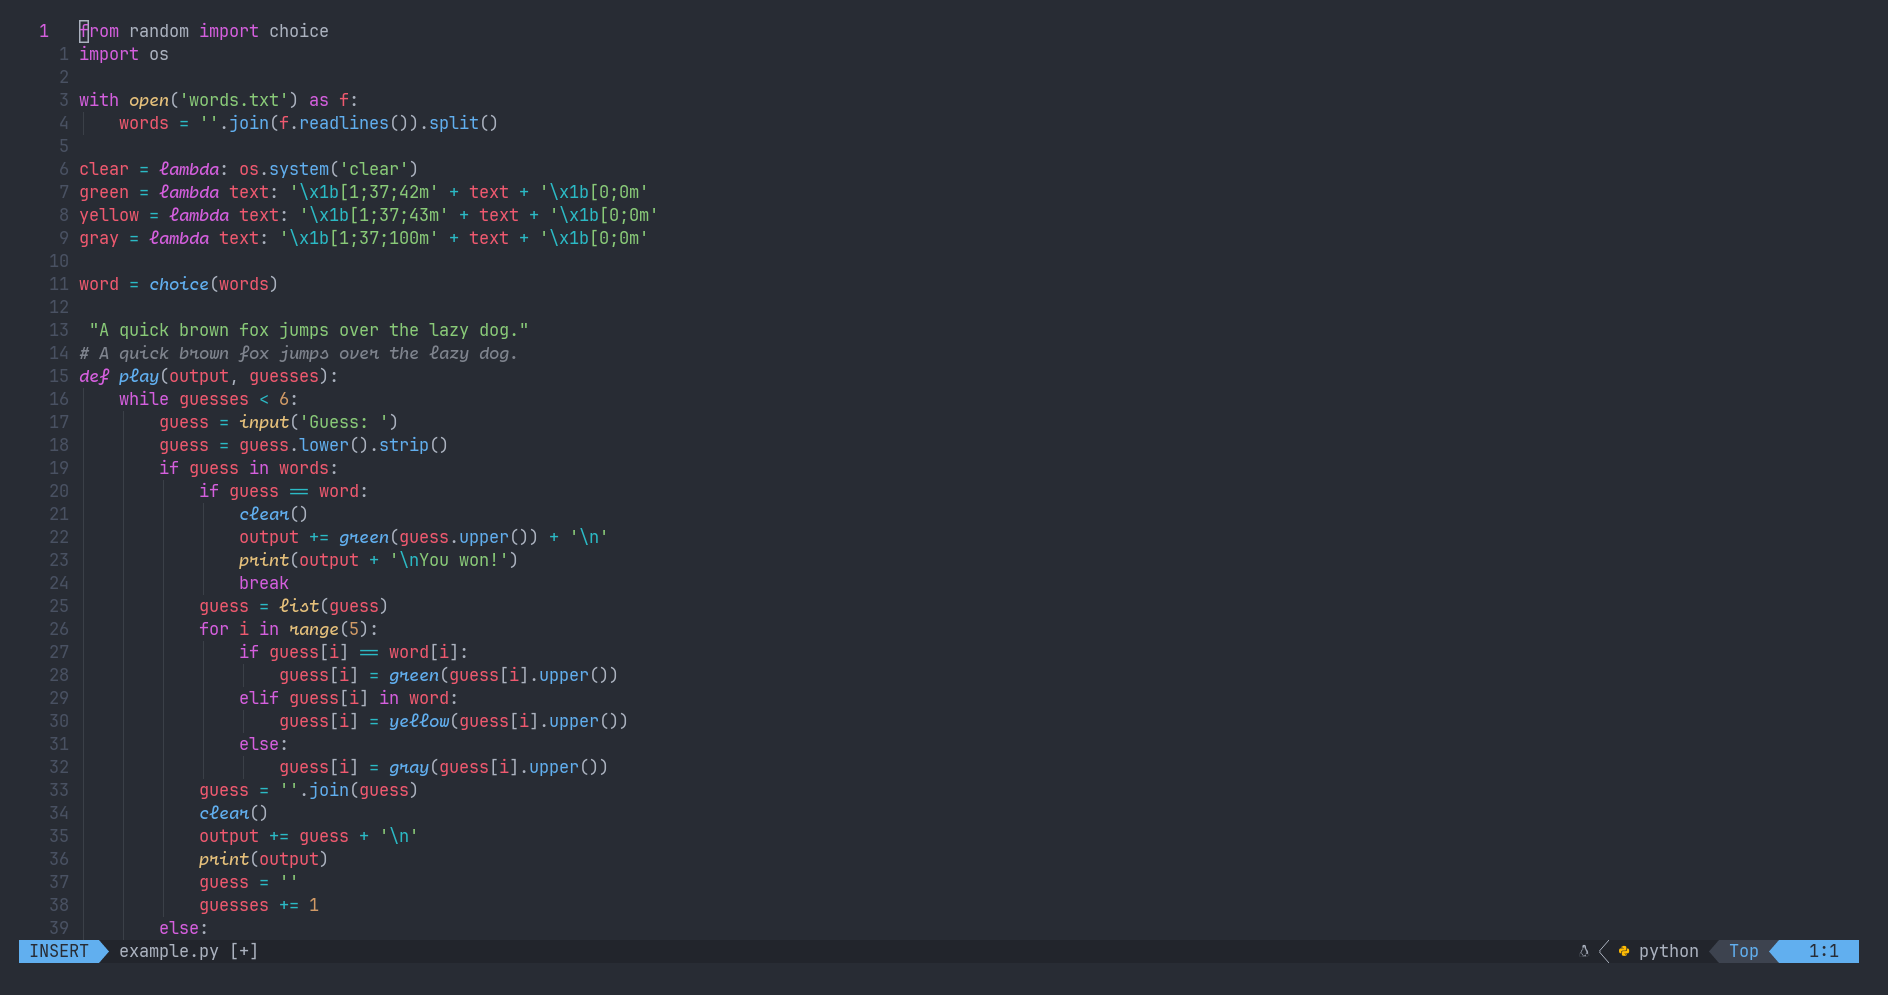 1   from random import choice
  1 import os
  2
  3 with open('words.txt') as f:
  4     words = ''.join(f.readlines()).split()
  5
  6 clear = lambda: os.system('clear')
  7 green = lambda text: '\x1b[1;37;42m' + text + '\x1b[0;0m'
  8 yellow = lambda text: '\x1b[1;37;43m' + text + '\x1b[0;0m'
  9 gray = lambda text: '\x1b[1;37;100m' + text + '\x1b[0;0m'
 10
 11 word = choice(words)
 12
 13  "A quick brown fox jumps over the lazy dog."
 14 # A quick brown fox jumps over the lazy dog.
 15 def play(output, guesses):
 16     while guesses < 6:
 17         guess = input('Guess: ')
 18         guess = guess.lower().strip()
 19         if guess in words:
 20             if guess == word:
 21                 clear()
 22                 output += green(guess.upper()) + '\n'
 23                 print(output + '\nYou won!')
 24                 break
 25             guess = list(guess)
 26             for i in range(5):
 27                 if guess[i] == word[i]:
 28                     guess[i] = green(guess[i].upper())
 29                 elif guess[i] in word:
 30                     guess[i] = yellow(guess[i].upper())
 31                 else:
 32                     guess[i] = gray(guess[i].upper())
 33             guess = ''.join(guess)
 34             clear()
 35             output += guess + '\n'
 36             print(output)
 37             guess = ''
 38             guesses += 1
 39         else:
INSERT example.py [+] python Top 1:1